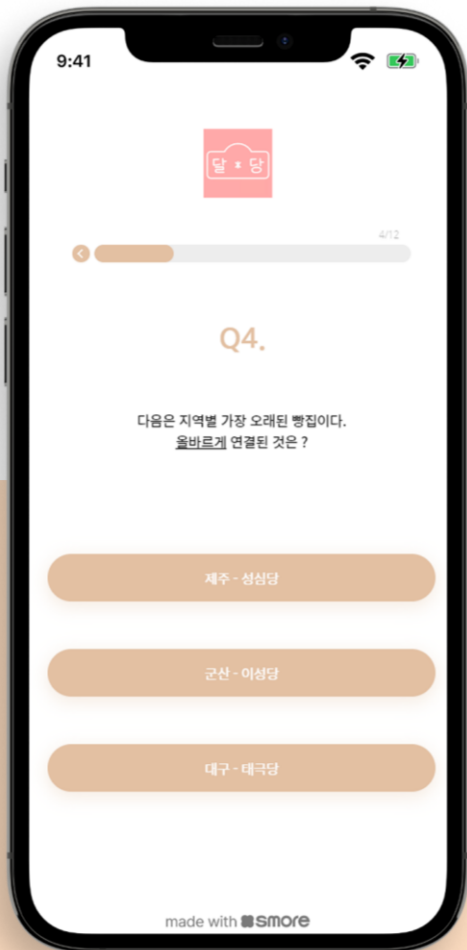 9:41
달 당
4/12
Q4.
다음은 지역별 가장 오래된 빵집이다.
올바르게 연결된 것은 ?
제주 - 성심당
군산 - 이성당
대구 - 태극당
made with smore